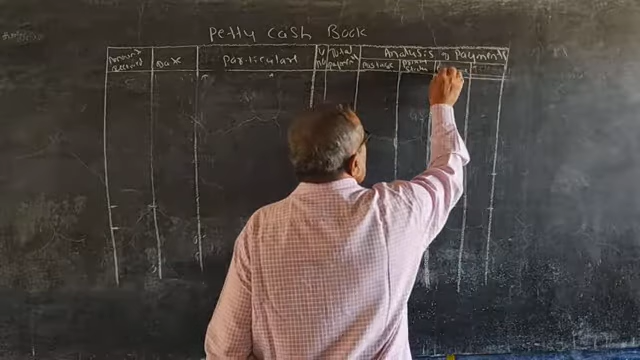 Petty Cash Book
Amount Received Date Particulars V No Total Payment Analysis of Payments
Postage